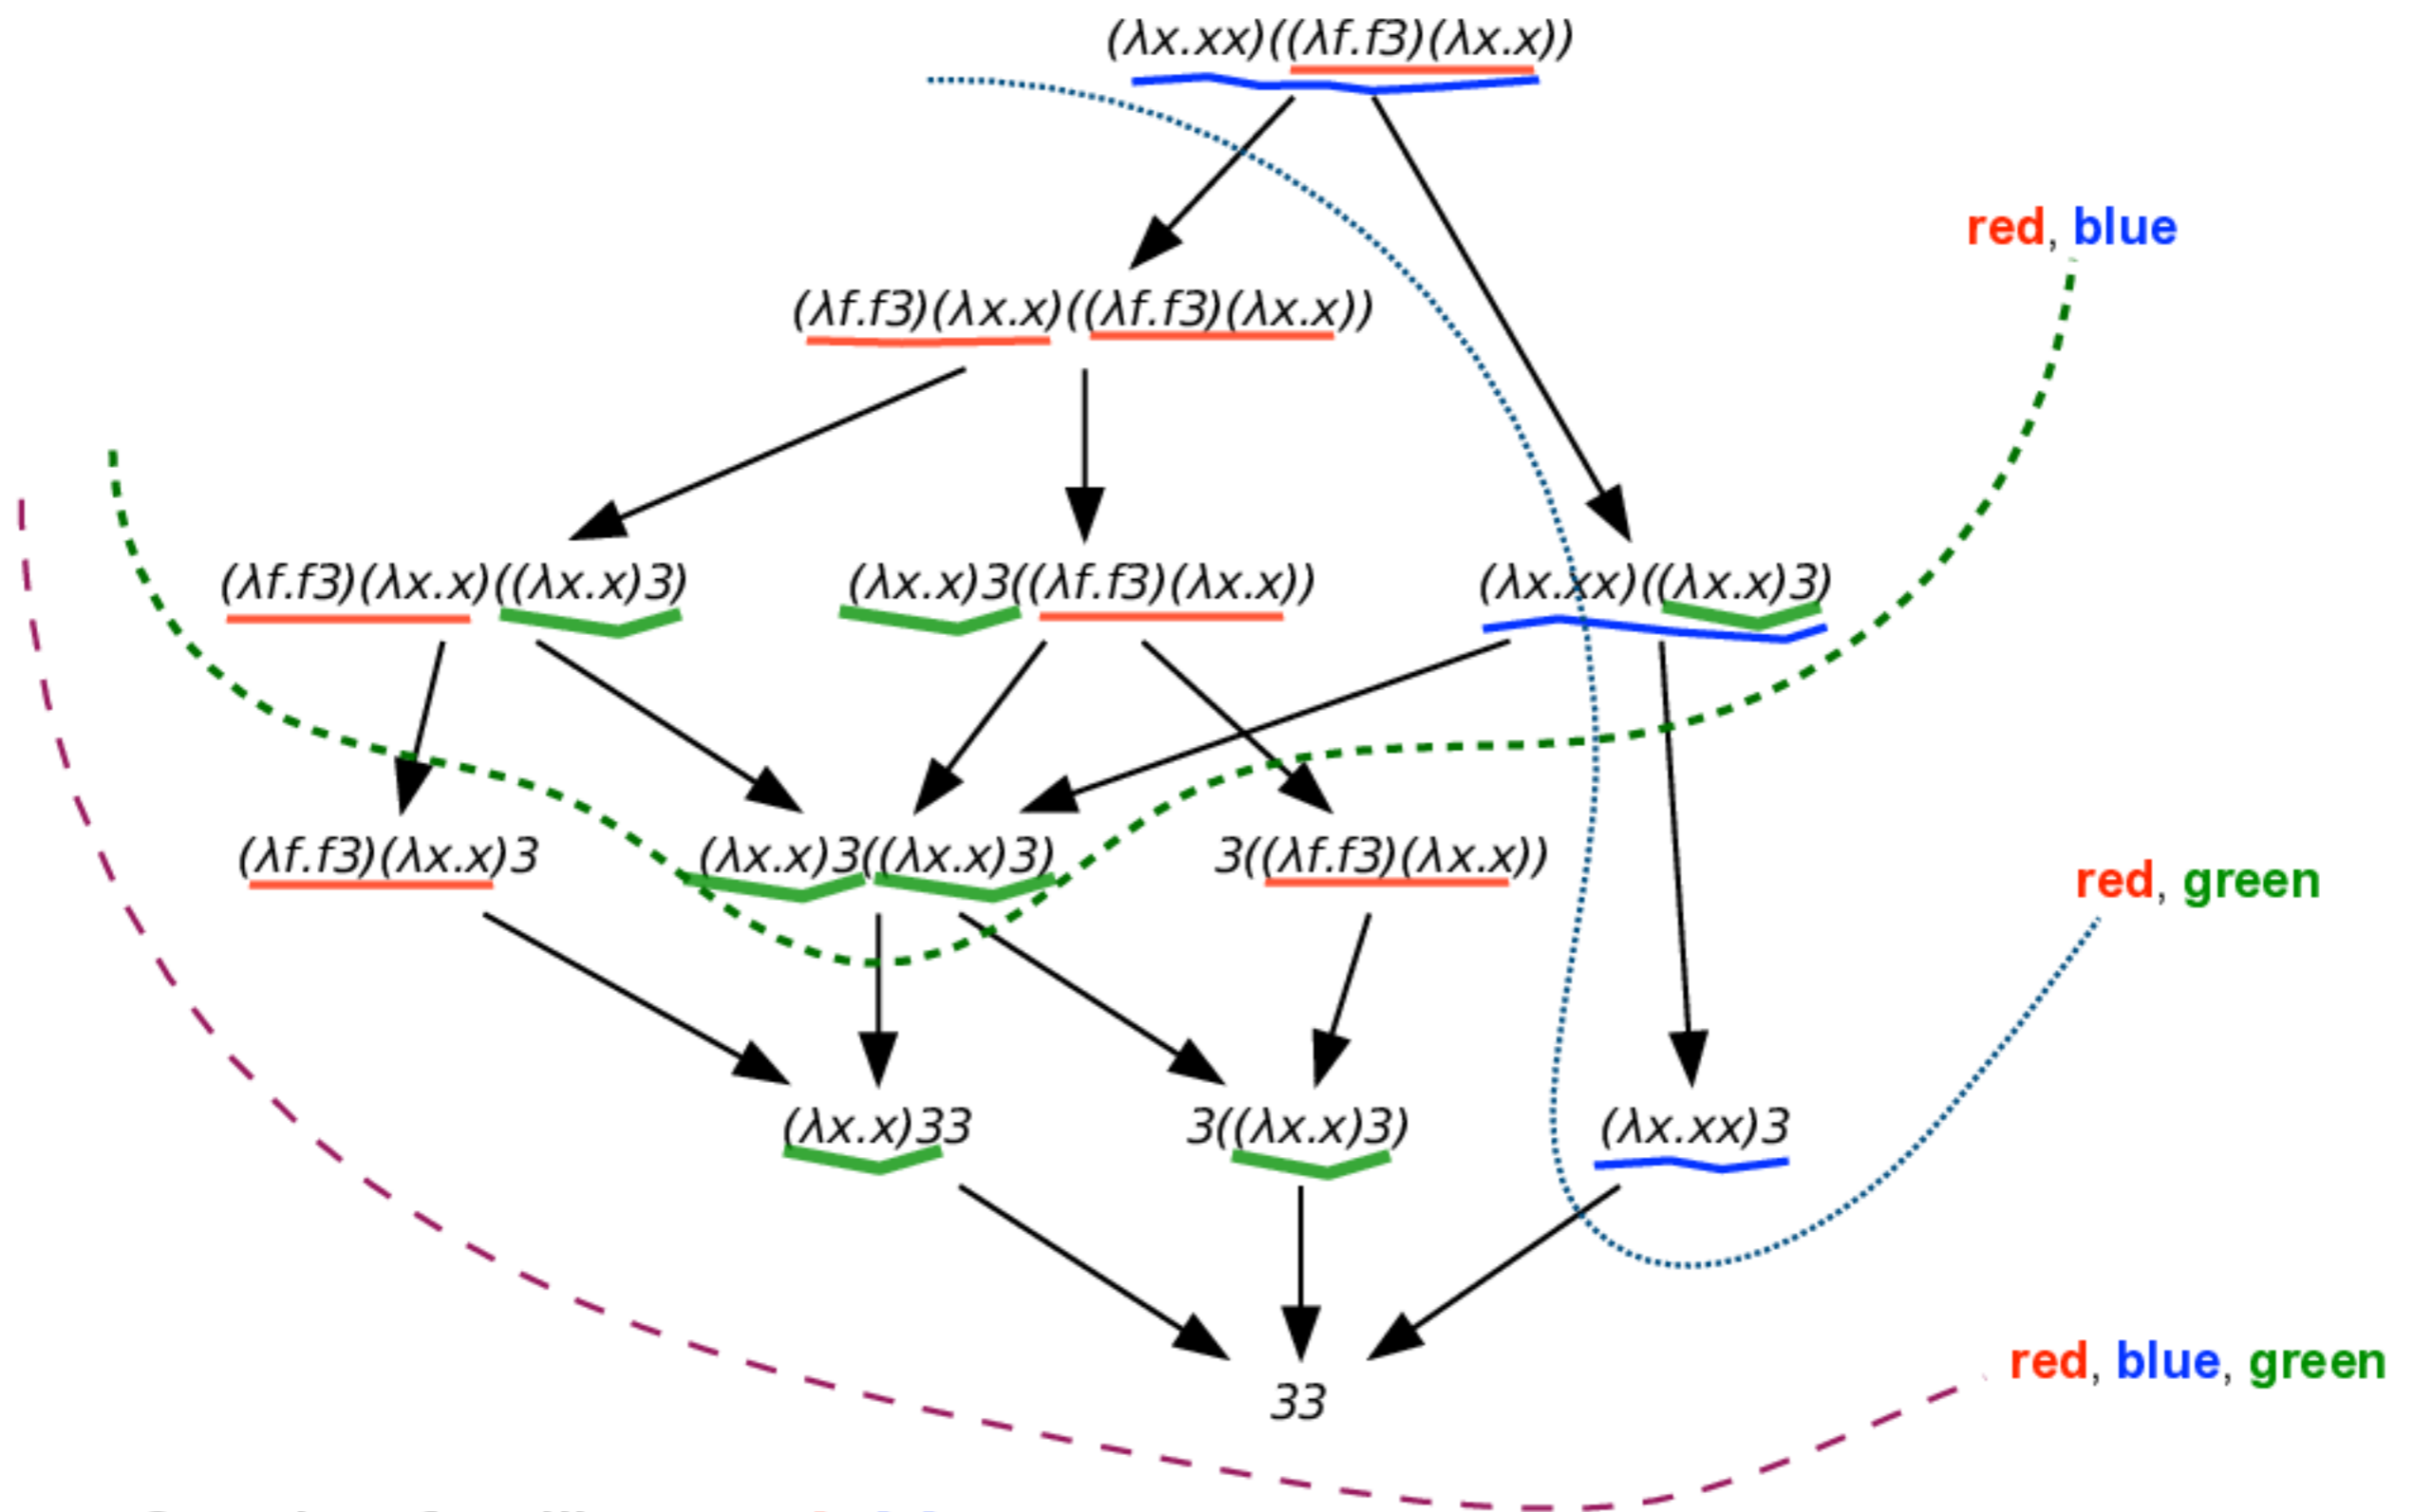 (λx.xx)((λf.f3)(λx.x))
red, blue
(λf.f3)(λx.x)((λf.f3)(λx.x))
(λf.f3)(λx.x)((λx.x)3)
(λx.x)3((λf.f3)(λx.x))
(λx.xx)((λx.x)3)
(λf.f3)(λx.x)3
(λx.x)3((λx.x)3)
3((λf.f3)(λx.x))
red, green
(λx.x)33
3((λx.x)3)
(λx.xx)3
red, blue, green
33